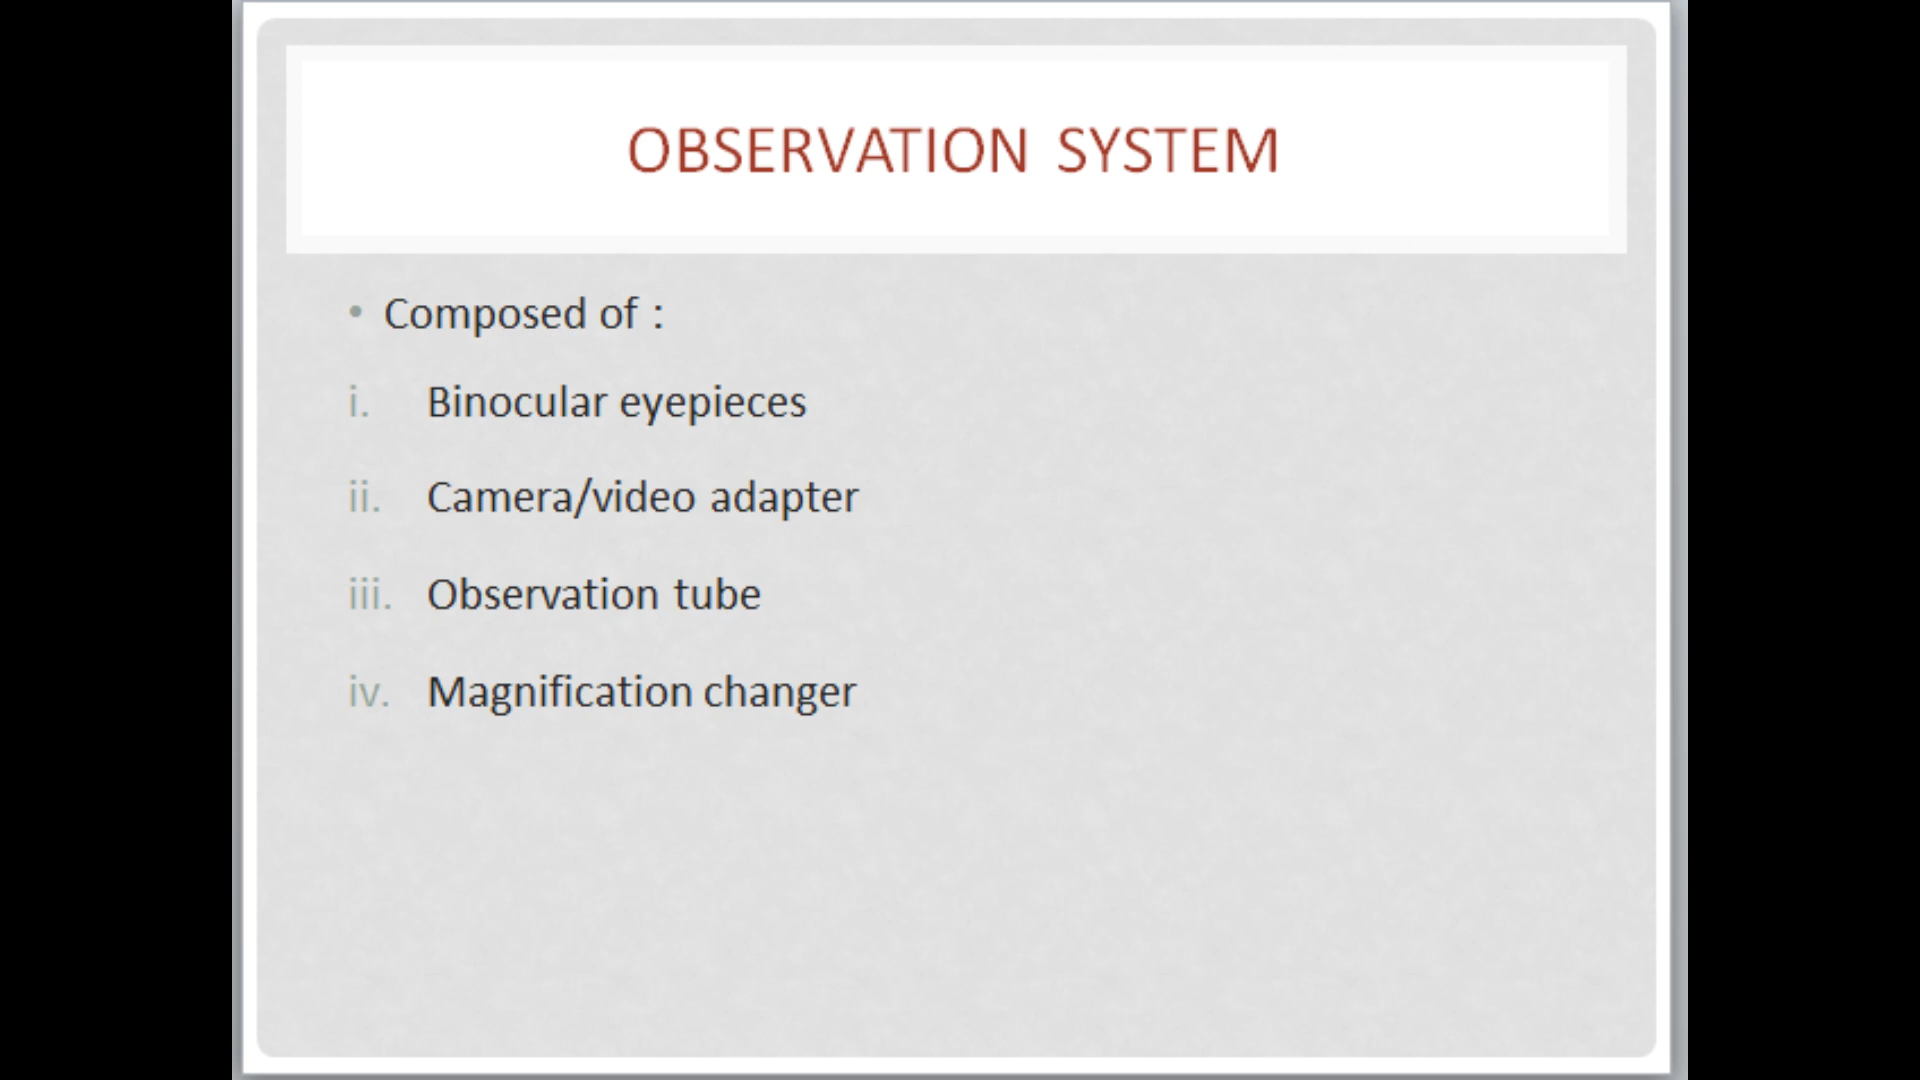 OBSERVATION SYSTEM
• Composed of :
i. Binocular eyepieces
ii. Camera/video adapter
iii. Observation tube
iv. Magnification changer